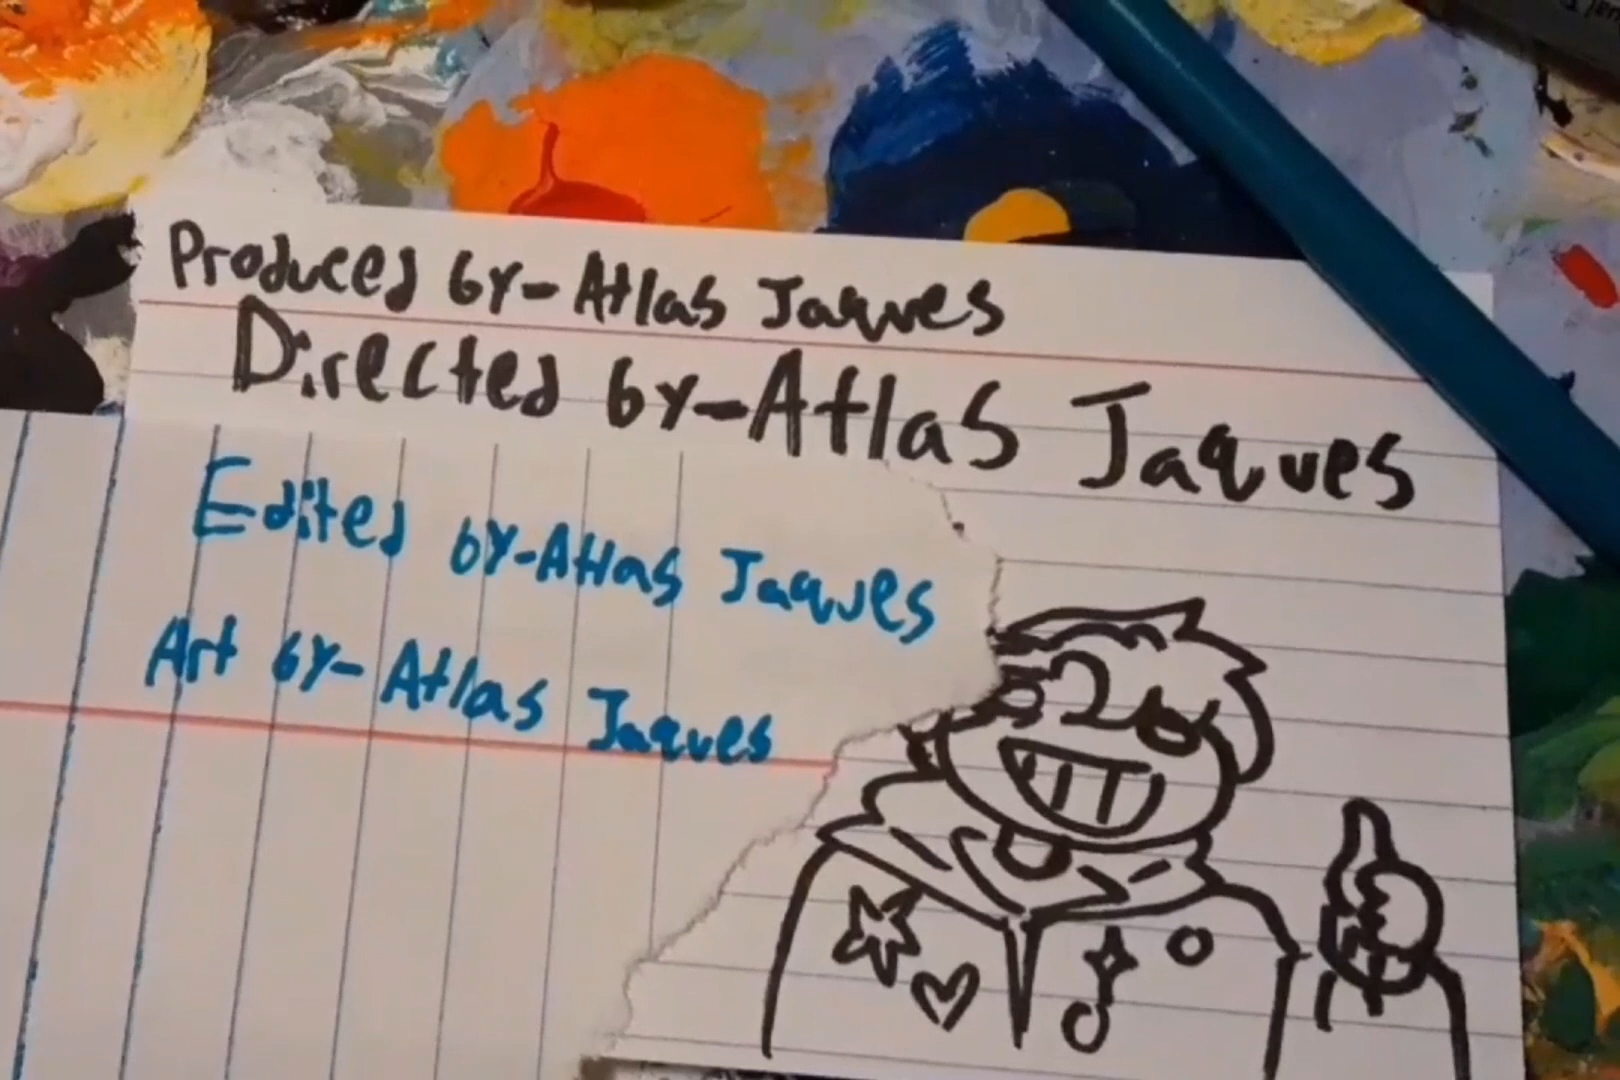 Produced by-Atlas Jaques
Directed by-Atlas Jaques
Edited by-Atlas Jaques
Art by-Atlas Jaques